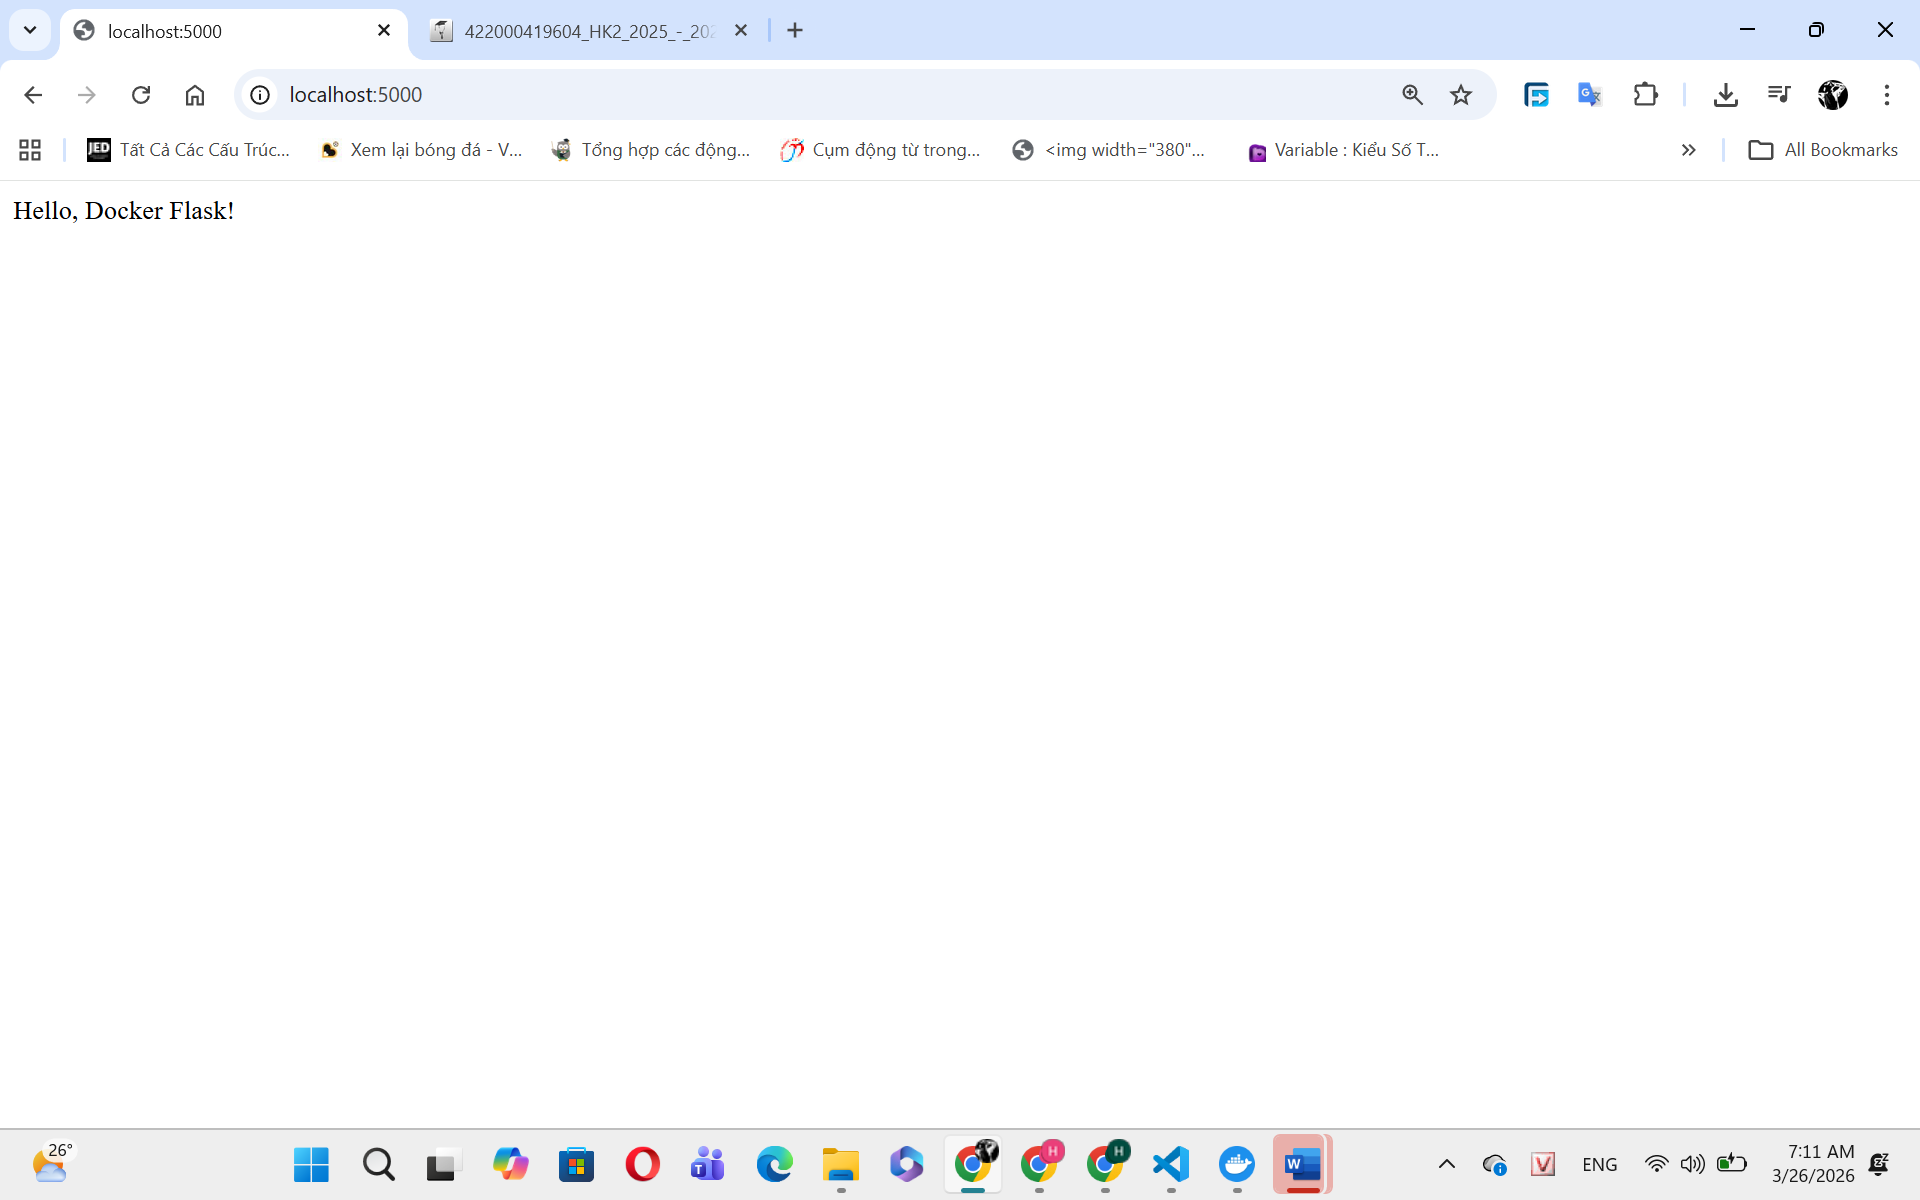 localhost:5000
422000419604_HK2_2025_-_202
localhost:5000
JED
Tất Cả Các Cấu Trúc...
Xem lại bóng đá - V...
Tổng hợp các động...
Cụm động từ trong...
<img width="380"...
Variable : Kiểu Số T...
All Bookmarks
Hello, Docker Flask!
26°
H
H
W
ENG
7:11 AM
3/26/2026